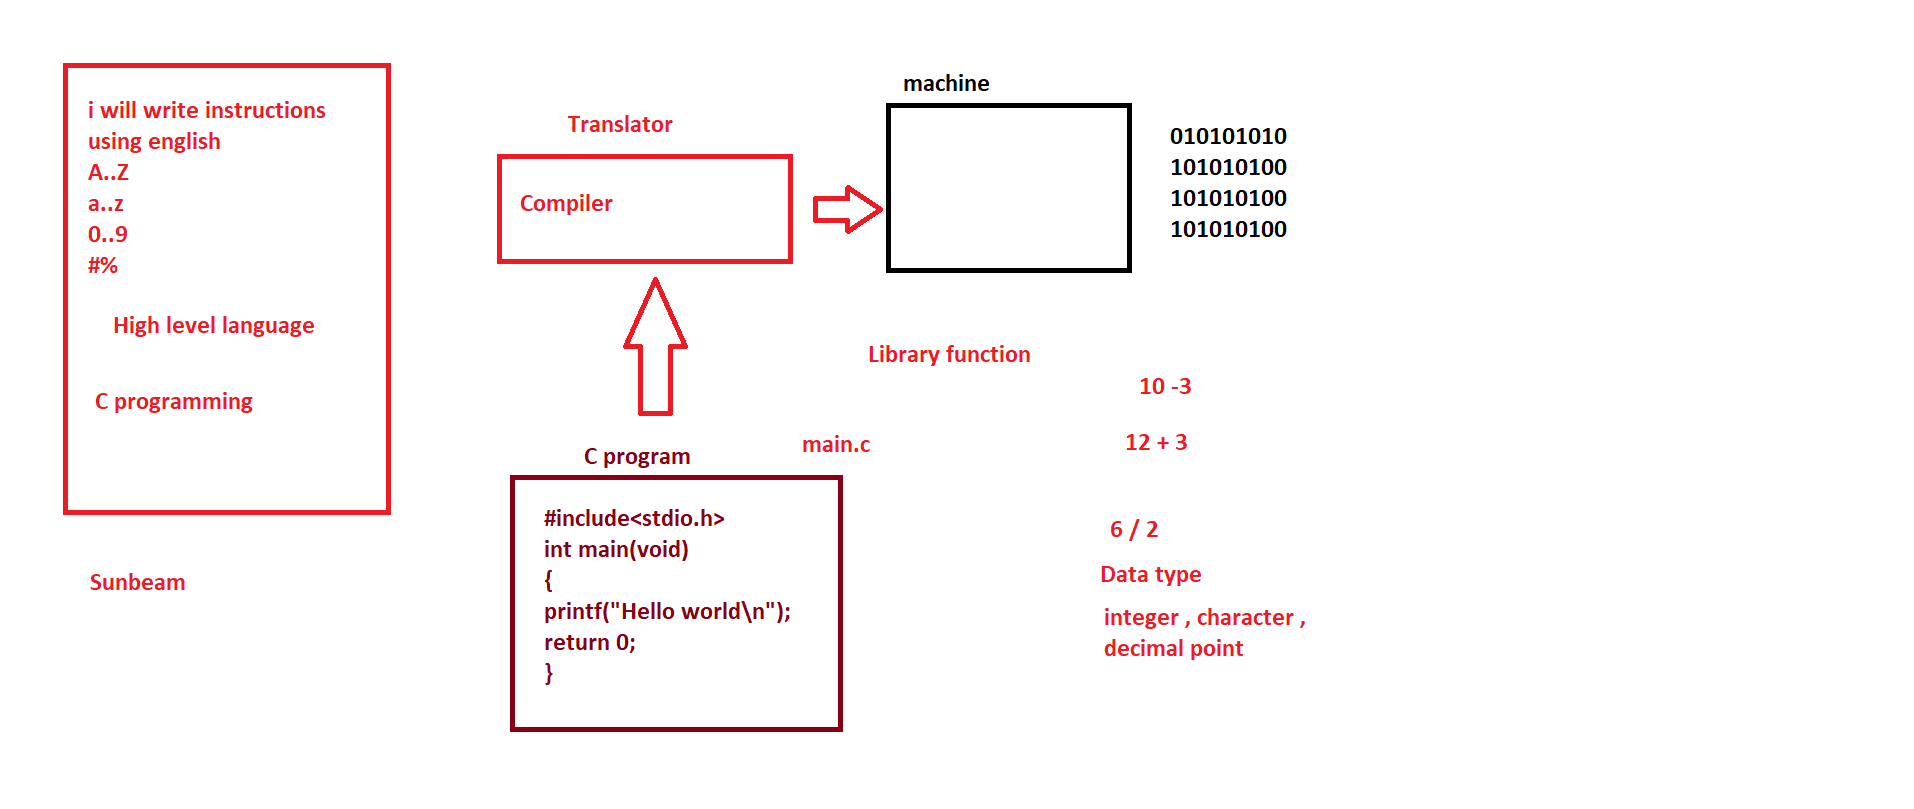 i will write instructions
using english
A..Z
a..z
0..9
#%
High level language
C programming
Sunbeam
Translator
Compiler
machine
010101010
101010100
101010100
101010100
Library function
10 -3
12 + 3
6 / 2
Data type
integer , character ,
decimal point
main.c
C program
#include<stdio.h>
int main(void)
{
printf("Hello world\n");
return 0;
}